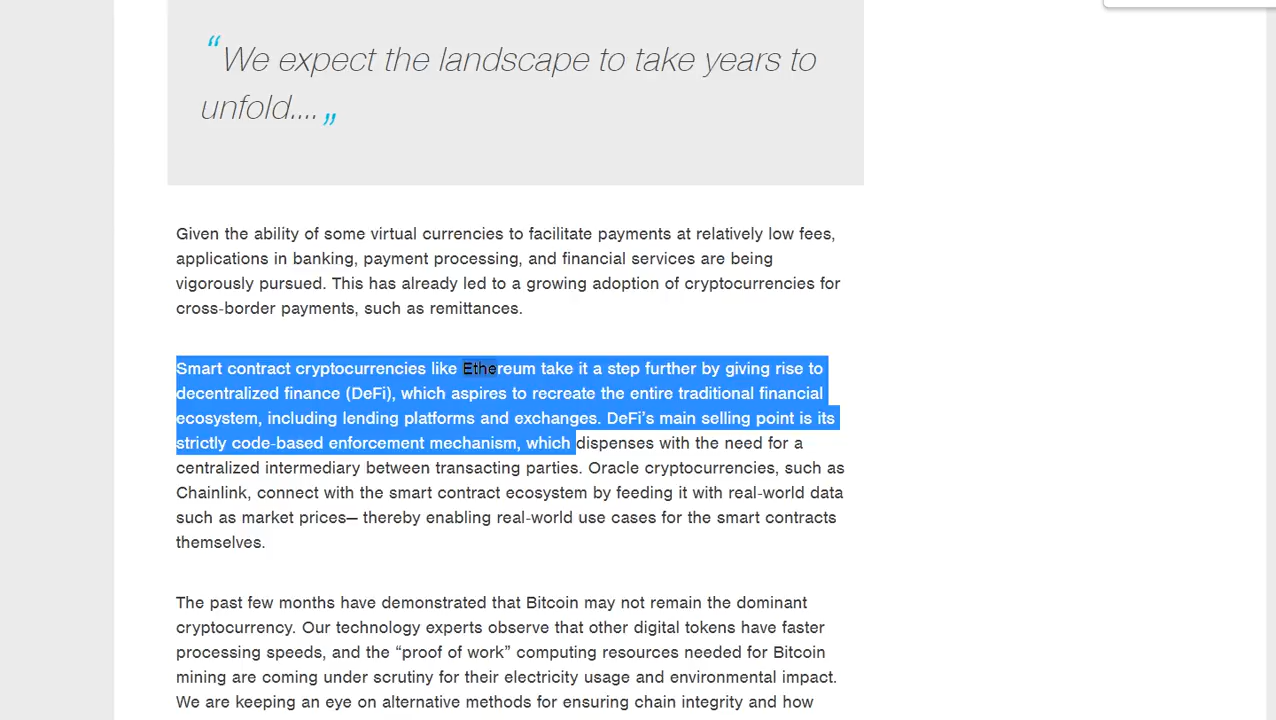 “We expect the landscape to take years to
unfold.... „
Given the ability of some virtual currencies to facilitate payments at relatively low fees,
applications in banking, payment processing, and financial services are being
vigorously pursued. This has already led to a growing adoption of cryptocurrencies for
cross-border payments, such as remittances.
Smart contract cryptocurrencies like Ethereum take it a step further by giving rise to
decentralized finance (DeFi), which aspires to recreate the entire traditional financial
ecosystem, including lending platforms and exchanges. DeFi’s main selling point is its
strictly code-based enforcement mechanism, which dispenses with the need for a
centralized intermediary between transacting parties. Oracle cryptocurrencies, such as
Chainlink, connect with the smart contract ecosystem by feeding it with real-world data
such as market prices— thereby enabling real-world use cases for the smart contracts
themselves.
The past few months have demonstrated that Bitcoin may not remain the dominant
cryptocurrency. Our technology experts observe that other digital tokens have faster
processing speeds, and the “proof of work” computing resources needed for Bitcoin
mining are coming under scrutiny for their electricity usage and environmental impact.
We are keeping an eye on alternative methods for ensuring chain integrity and how